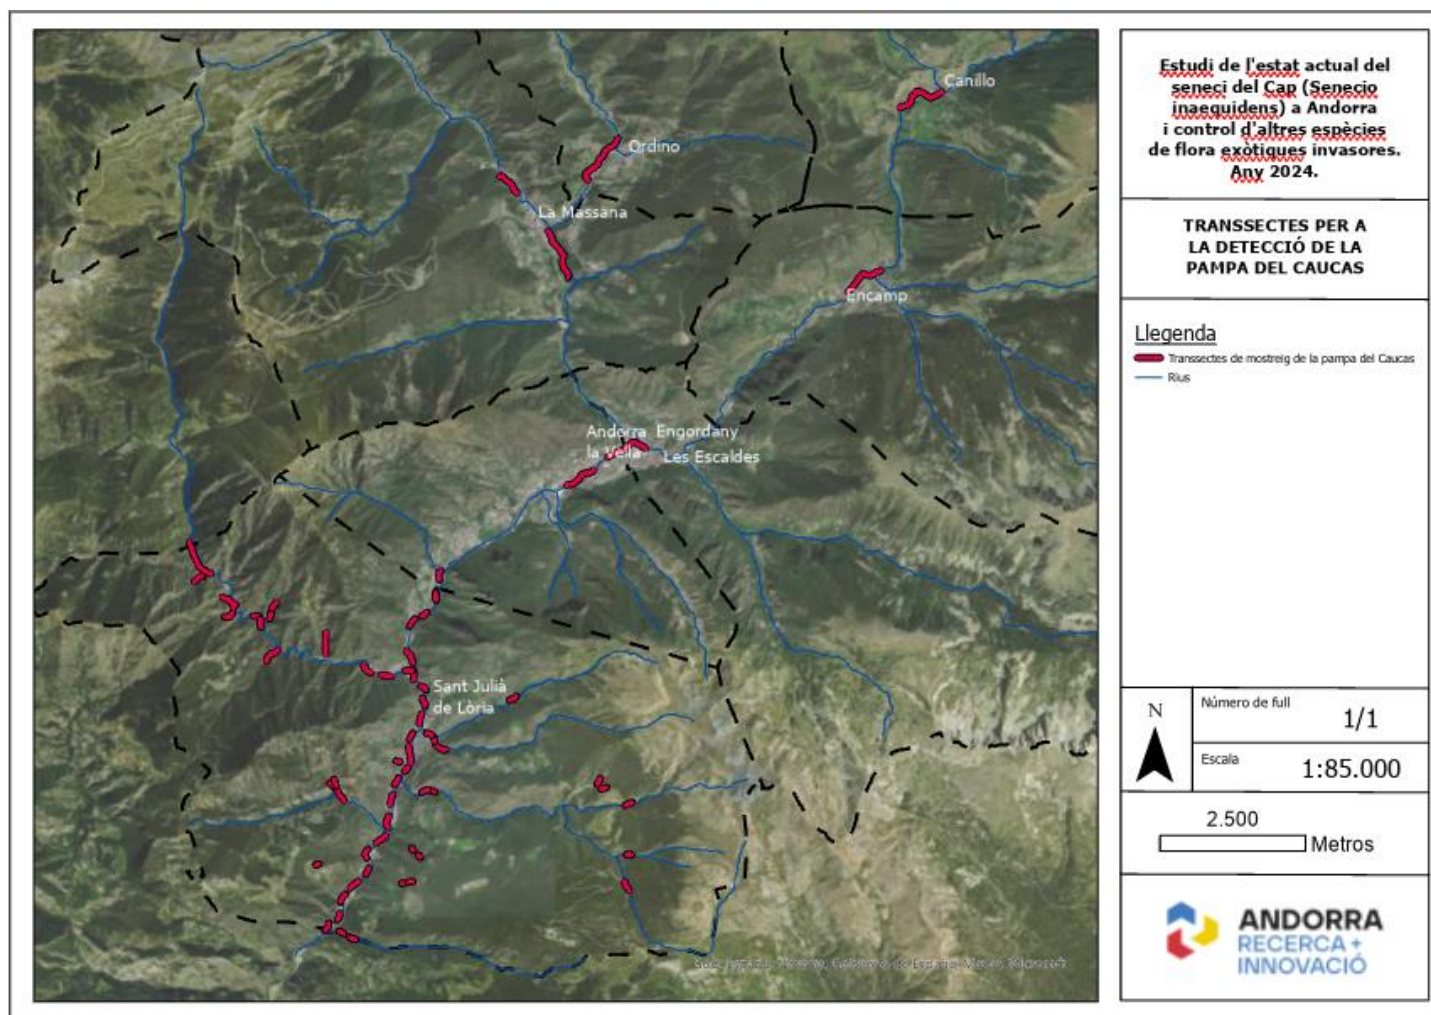 Canillo
Ordino
La Massana
Encamp
Andorra
la Vella
Engordany
Les Escaldes
Sant Julià
de Lòria
Estudi de l'estat actual del
seneci del Cap (Senecio
inaequidens) a Andorra
i control d'altres espècies
de flora exòtiques invasores.
Any 2024.
TRANSSECTES PER A
LA DETECCIÓ DE LA
PAMPA DEL CAUCAS
Llegenda
Transsectes de mostreig de la pampa del Caucas
Rius
N
Número de full
1/1
Escala
1:85.000
2.500
Metros
ANDORRA
RECERCA +
INNOVACIÓ